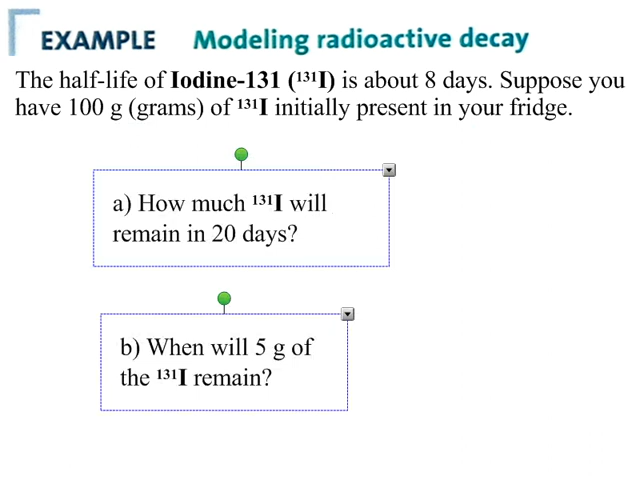 EXAMPLE Modeling radioactive decay
The half-life of Iodine-131 (¹³¹I) is about 8 days. Suppose you
have 100 g (grams) of ¹³¹I initially present in your fridge.
a) How much ¹³¹I will
remain in 20 days?
b) When will 5 g of
the ¹³¹I remain?